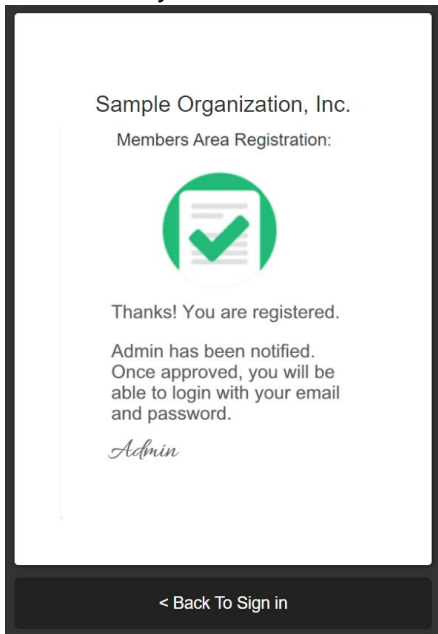 Sample Organization, Inc.
Members Area Registration:
Thanks! You are registered.
Admin has been notified.
Once approved, you will be
able to login with your email
and password.
Admin
< Back To Sign in